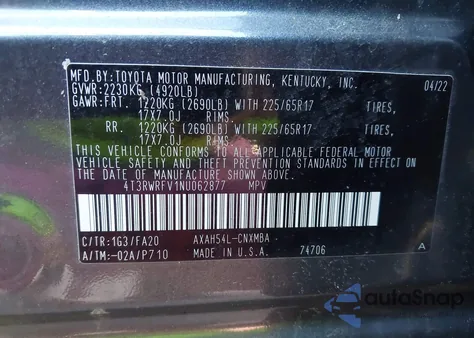 MFD.BY:TOYOTA MOTOR MANUFACTURING, KENTUCKY, INC. 04/22
GVWR:2230KG (4920LB)
GAWR:FRT. 1220KG (2690LB) WITH 225/65R17 TIRES,
17X7.0J RIMS.
RR. 1220KG (2690LB) WITH 225/65R17 TIRES,
17X7.0J RIMS.
THIS VEHICLE CONFORMS TO ALL APPLICABLE FEDERAL MOTOR
VEHICLE SAFETY AND THEFT PREVENTION STANDARDS IN EFFECT ON
THE DATE OF MANUFACTURE SHOWN ABOVE.
4T3RWRFV1NU062877 MPV
C/TR:1G3/FA20 AXAH54L-CNXMBA A
A/TM:-02A/P710 MADE IN U.S.A. 74706
autoSnap